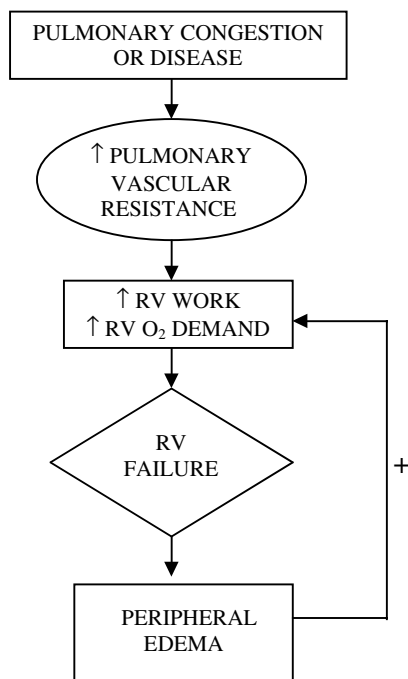 PULMONARY CONGESTION
OR DISEASE
↑ PULMONARY
VASCULAR
RESISTANCE
↑ RV WORK
↑ RV O₂ DEMAND
RV
FAILURE
+
PERIPHERAL
EDEMA